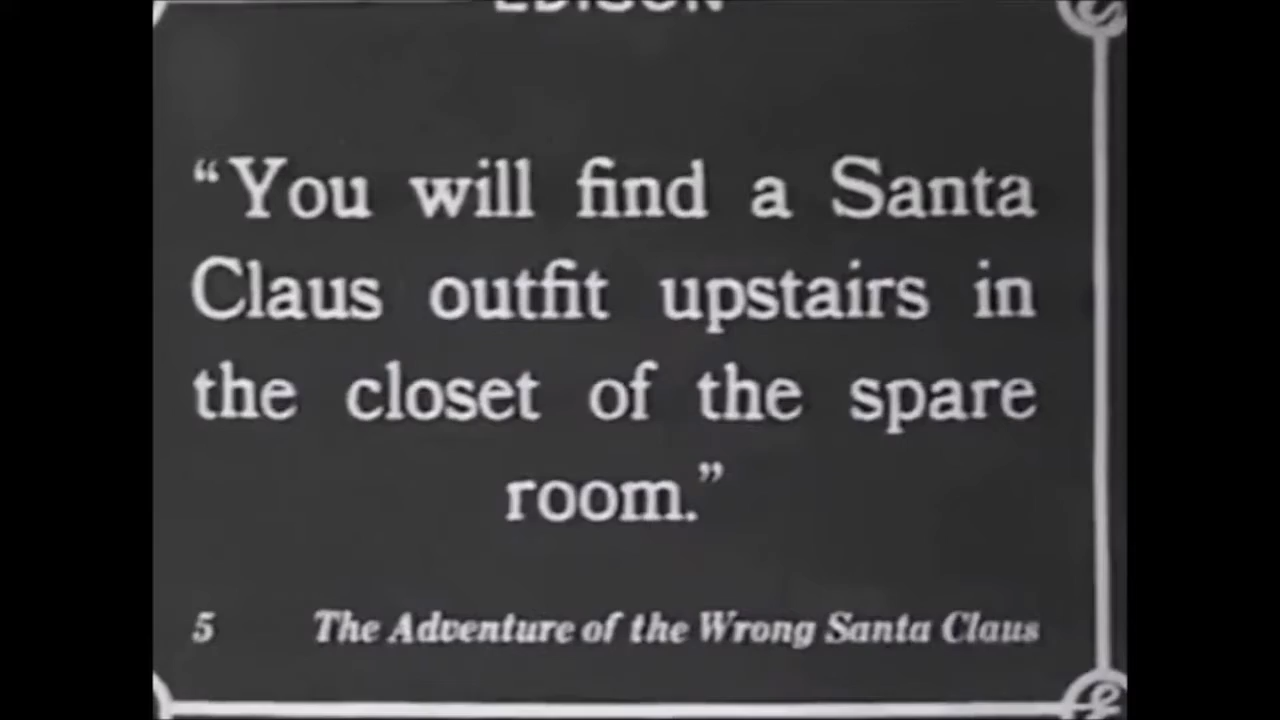 EDISON
“You will find a Santa
Claus outfit upstairs in
the closet of the spare
room.”
5 The Adventure of the Wrong Santa Claus